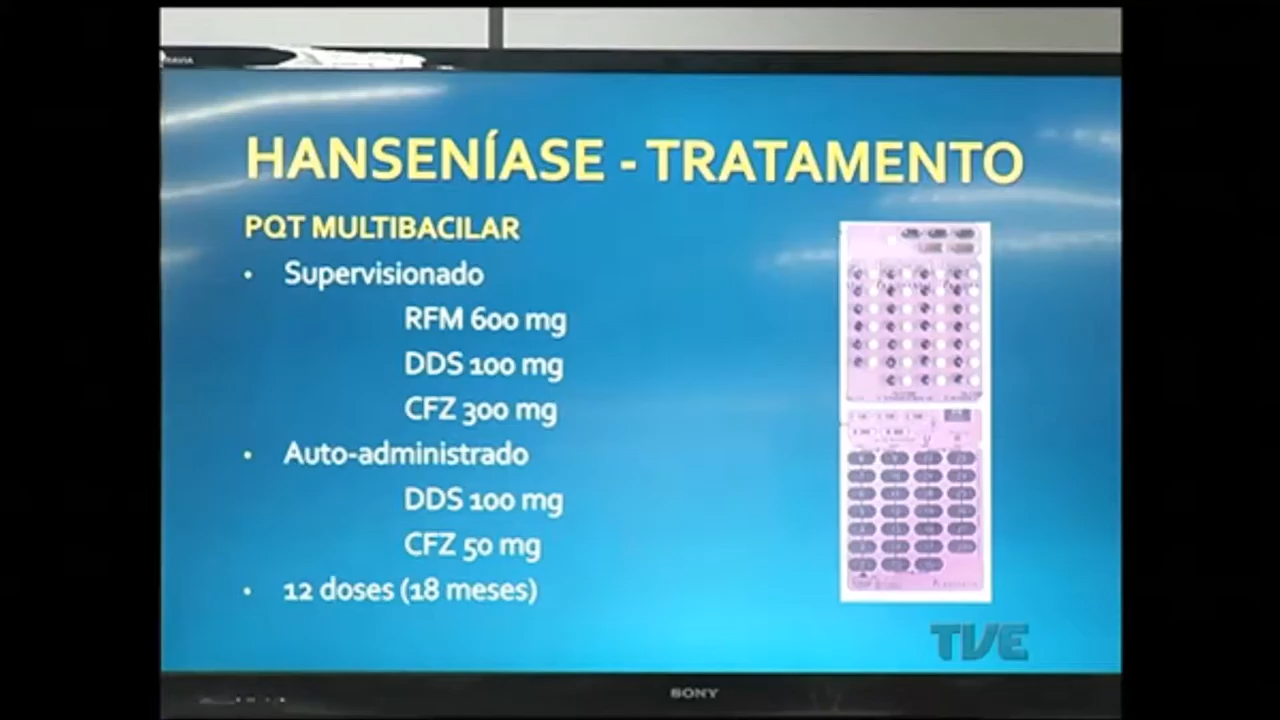 HANSENÍASE - TRATAMENTO
PQT MULTIBACILAR
• Supervisionado
RFM 600 mg
DDS 100 mg
CFZ 300 mg
• Auto-administrado
DDS 100 mg
CFZ 50 mg
• 12 doses (18 meses)
TVE
SONY